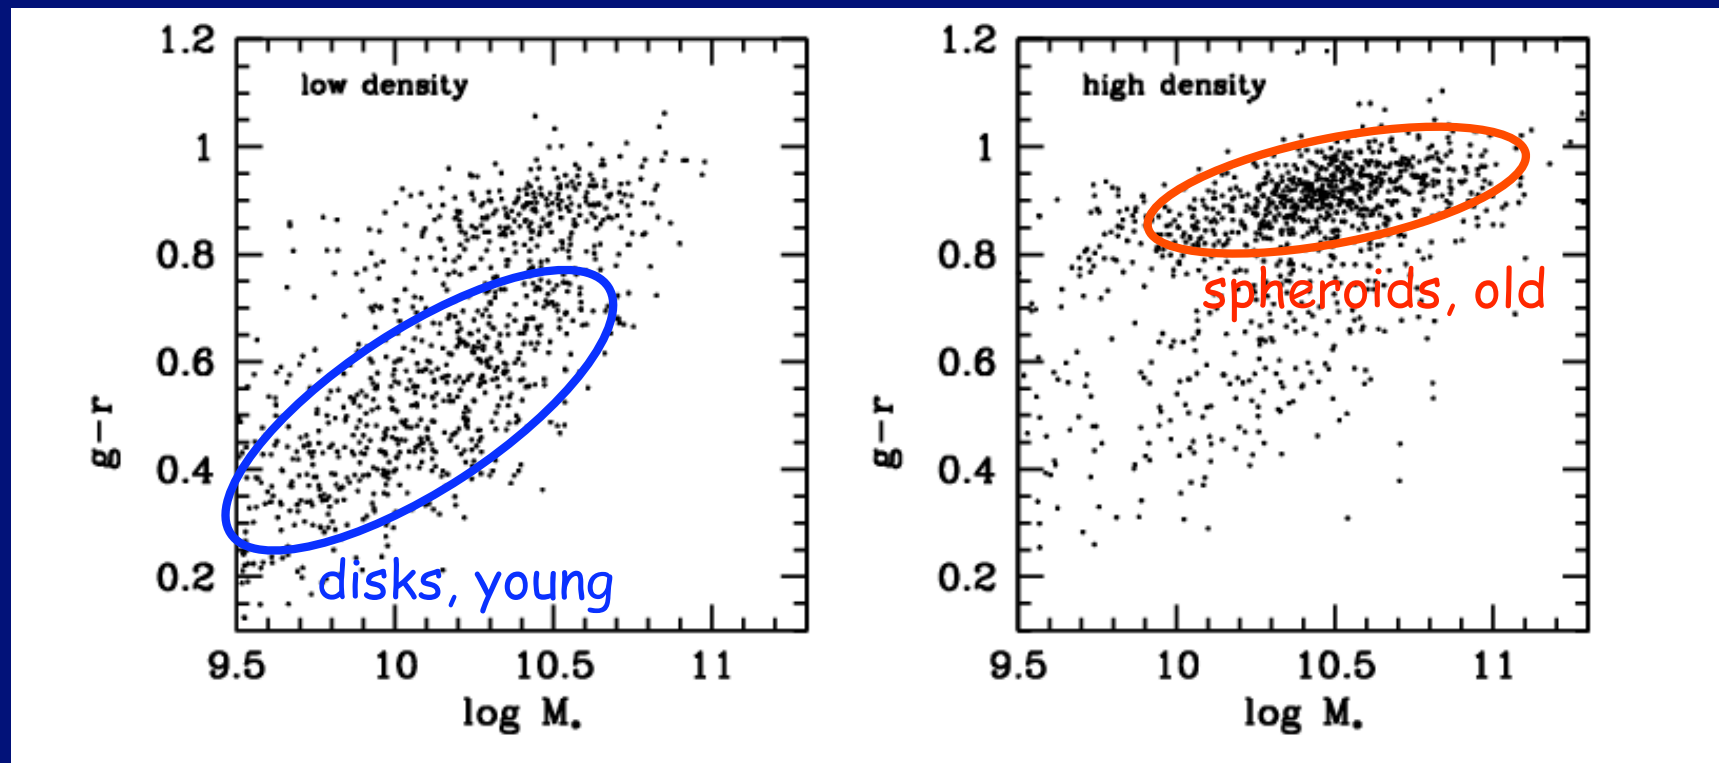 low density
1.2
1
0.8
0.6
0.4
0.2
g-r
disks, young
9.5 10 10.5 11
log M*
high density
1.2
1
0.8
0.6
0.4
0.2
g-r
spheroids, old
9.5 10 10.5 11
log M*